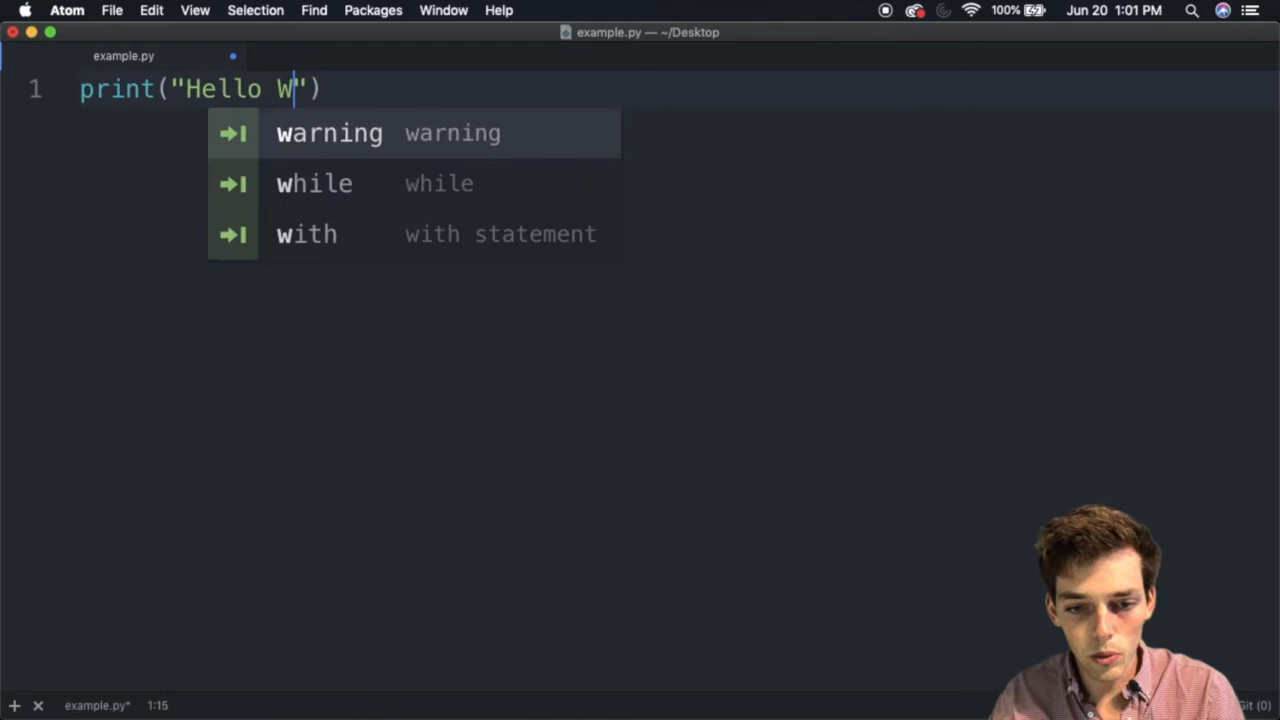 Atom File Edit View Selection Find Packages Window Help 100% Jun 20 1:01 PM
example.py — ~/Desktop
example.py
1 print("Hello W")
warning warning
while while
with with statement
example.py* 1:15 Git (0)